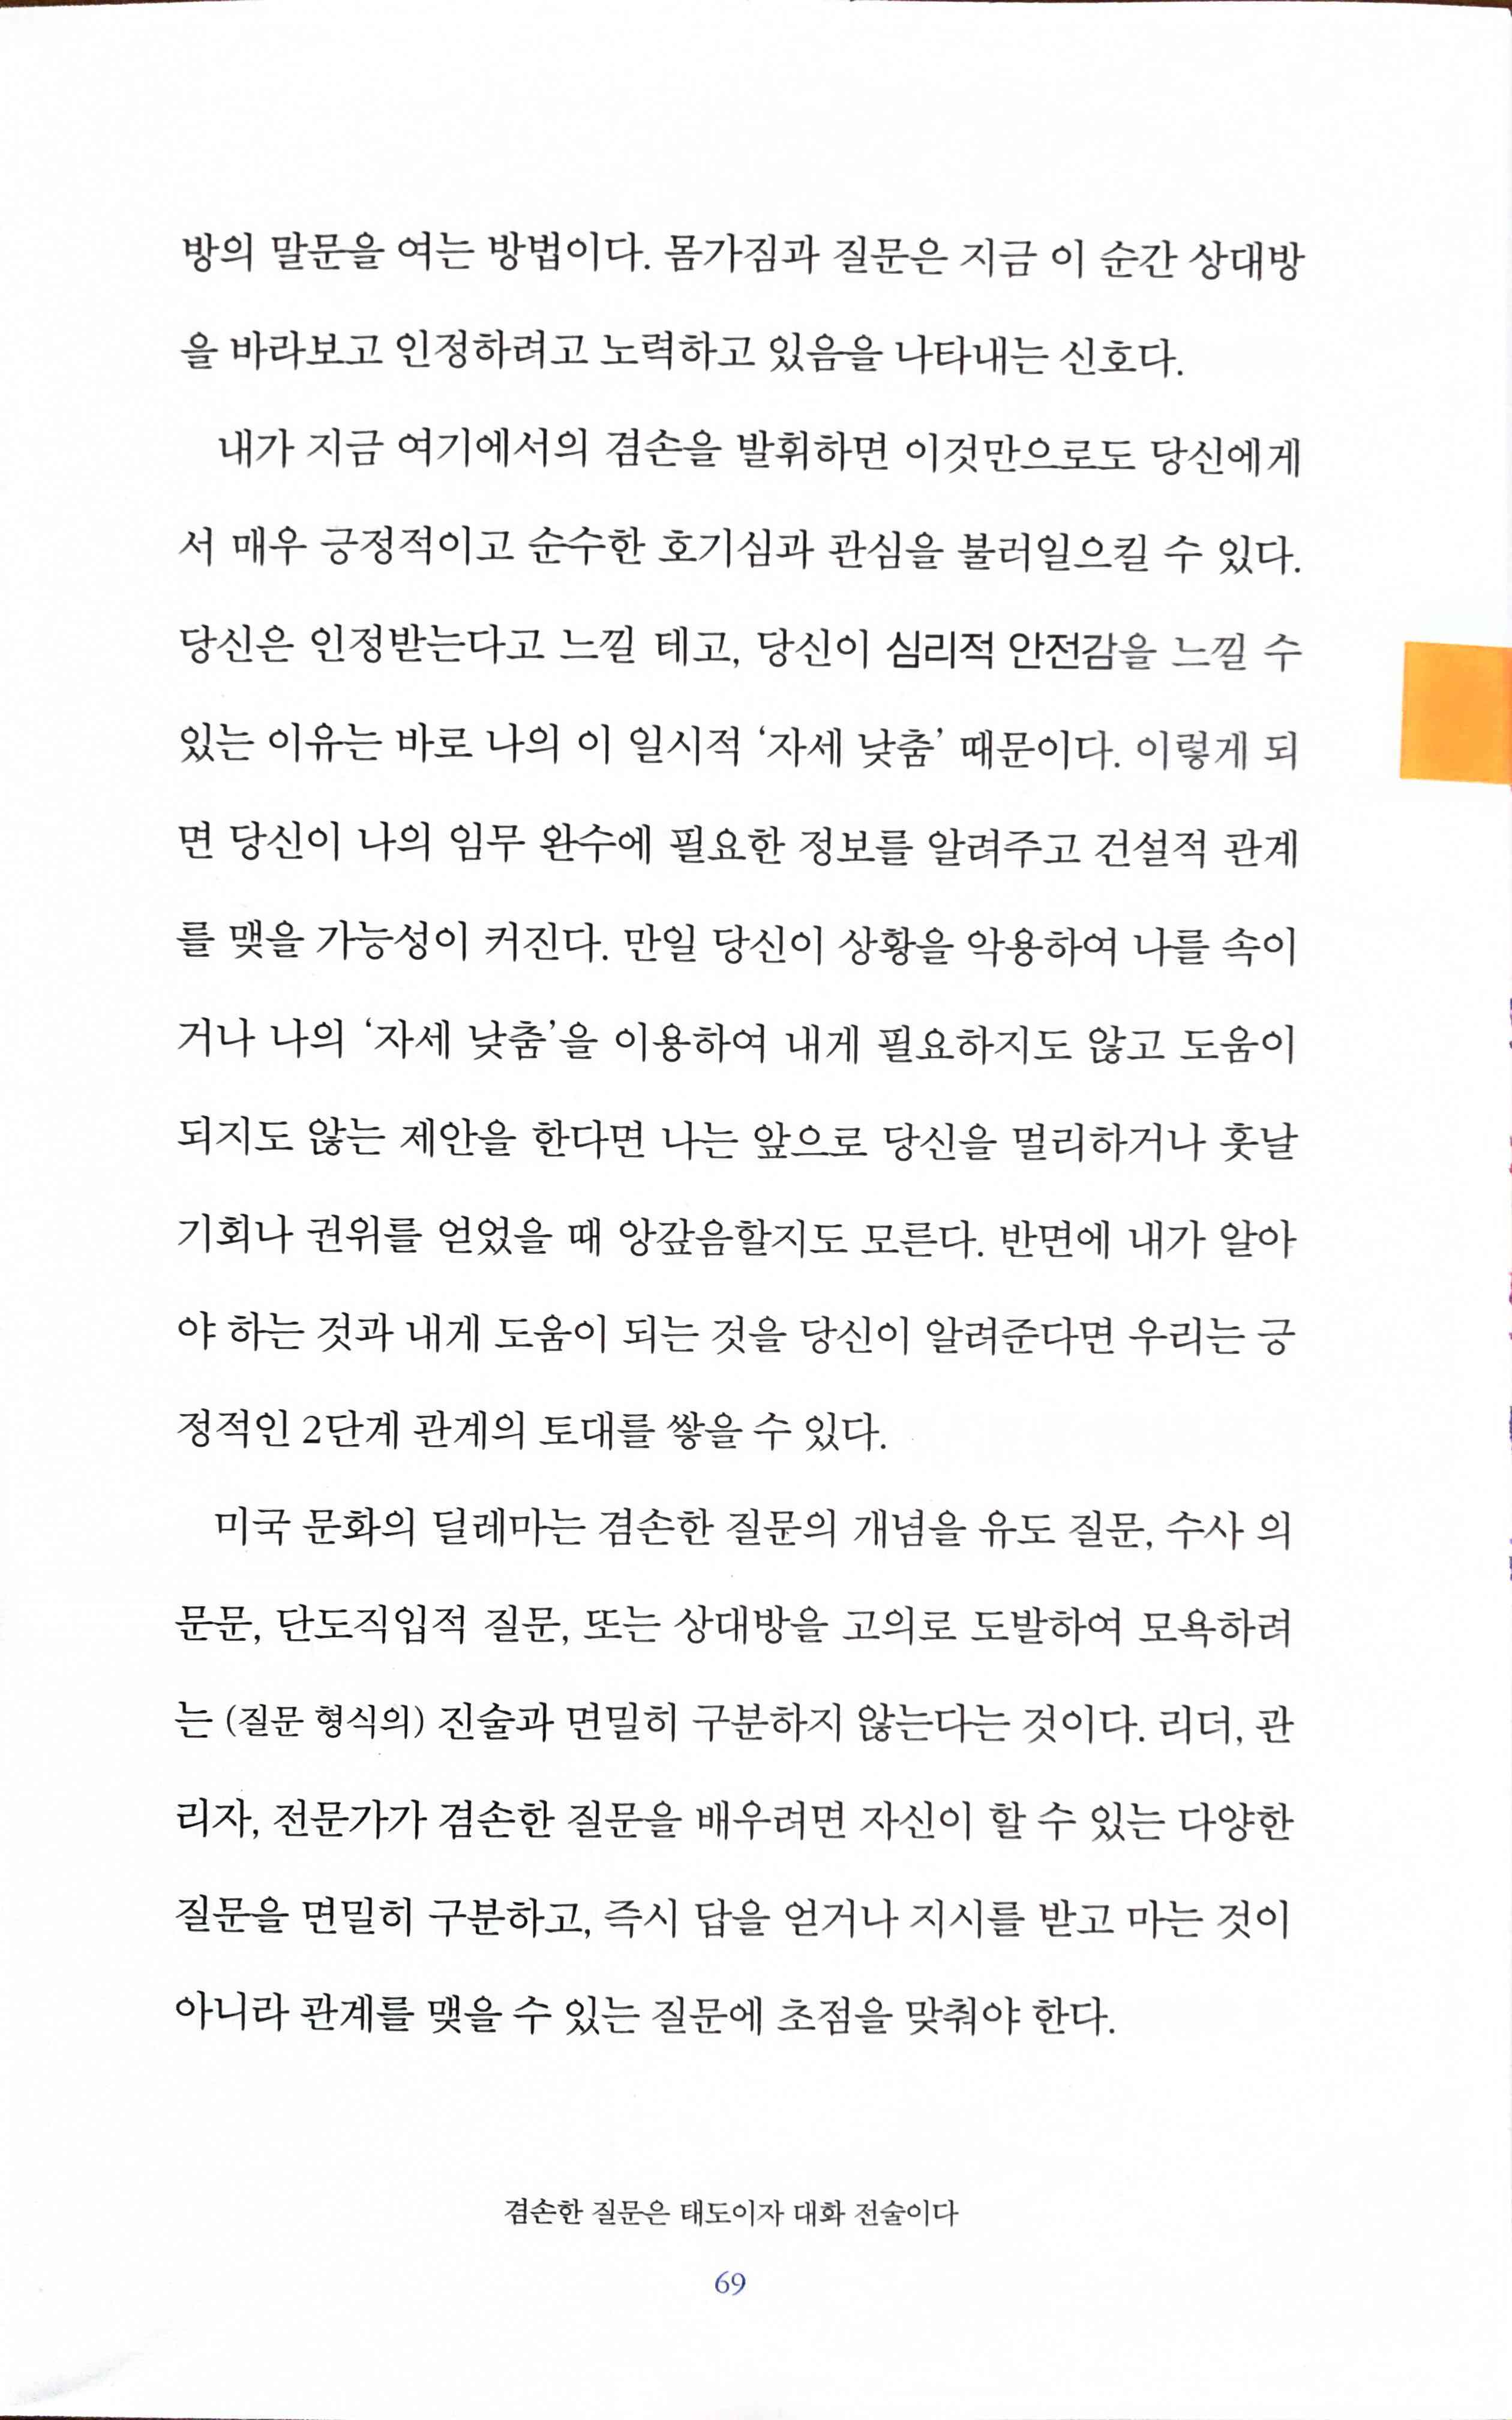 방의 말문을 여는 방법이다. 몸가짐과 질문은 지금 이 순간 상대방
을 바라보고 인정하려고 노력하고 있음을 나타내는 신호다.
내가 지금 여기에서의 겸손을 발휘하면 이것만으로도 당신에게
서 매우 긍정적이고 순수한 호기심과 관심을 불러일으킬 수 있다.
당신은 인정받는다고 느낄 테고, 당신이 심리적 안전감을 느낄 수
있는 이유는 바로 나의 이 일시적 ‘자세 낮춤’ 때문이다. 이렇게 되
면 당신이 나의 임무 완수에 필요한 정보를 알려주고 건설적 관계
를 맺을 가능성이 커진다. 만일 당신이 상황을 악용하여 나를 속이
거나 나의 ‘자세 낮춤’을 이용하여 내게 필요하지도 않고 도움이
되지도 않는 제안을 한다면 나는 앞으로 당신을 멀리하거나 훗날
기회나 권위를 얻었을 때 앙갚음할지도 모른다. 반면에 내가 알아
야 하는 것과 내게 도움이 되는 것을 당신이 알려준다면 우리는 긍
정적인 2단계 관계의 토대를 쌓을 수 있다.
미국 문화의 딜레마는 겸손한 질문의 개념을 유도 질문, 수사 의
문문, 단도직입적 질문, 또는 상대방을 고의로 도발하여 모욕하려
는 (질문 형식의) 진술과 면밀히 구분하지 않는다는 것이다. 리더, 관
리자, 전문가가 겸손한 질문을 배우려면 자신이 할 수 있는 다양한
질문을 면밀히 구분하고, 즉시 답을 얻거나 지시를 받고 마는 것이
아니라 관계를 맺을 수 있는 질문에 초점을 맞춰야 한다.
겸손한 질문은 태도이자 대화 전술이다
69